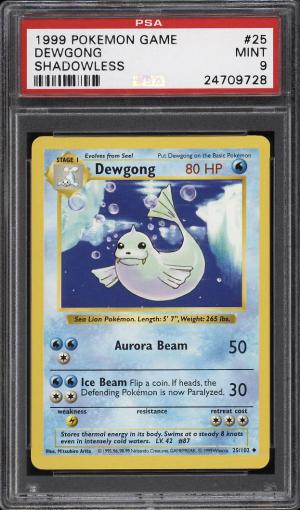 PSA
1999 POKEMON GAME #25
DEWGONG MINT
SHADOWLESS 9
24709728
STAGE 1 Evolves from Seel Put Dewgong on the Basic Pokémon
Dewgong 80 HP
Sea Lion Pokémon. Length: 5' 7", Weight: 265 lbs.
Aurora Beam 50
Ice Beam Flip a coin. If heads, the
Defending Pokémon is now Paralyzed. 30
weakness resistance retreat cost
Stores thermal energy in its body. Swims at a steady 8 knots
even in intensely cold waters. LV. 42 #87
Illus. Mitsuhiro Arita 25/102